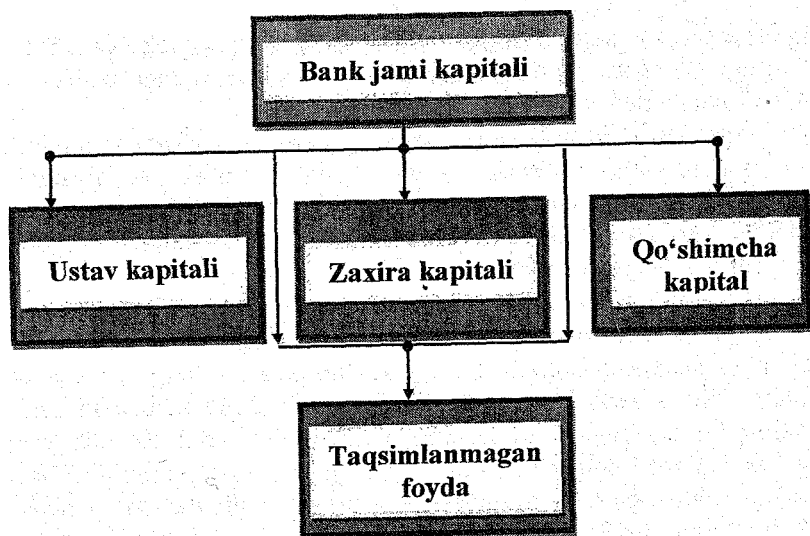 Bank jami kapitali
Ustav kapitali
Zaxira kapitali
Qo‘shimcha
kapital
Taqsimlanmagan
foyda